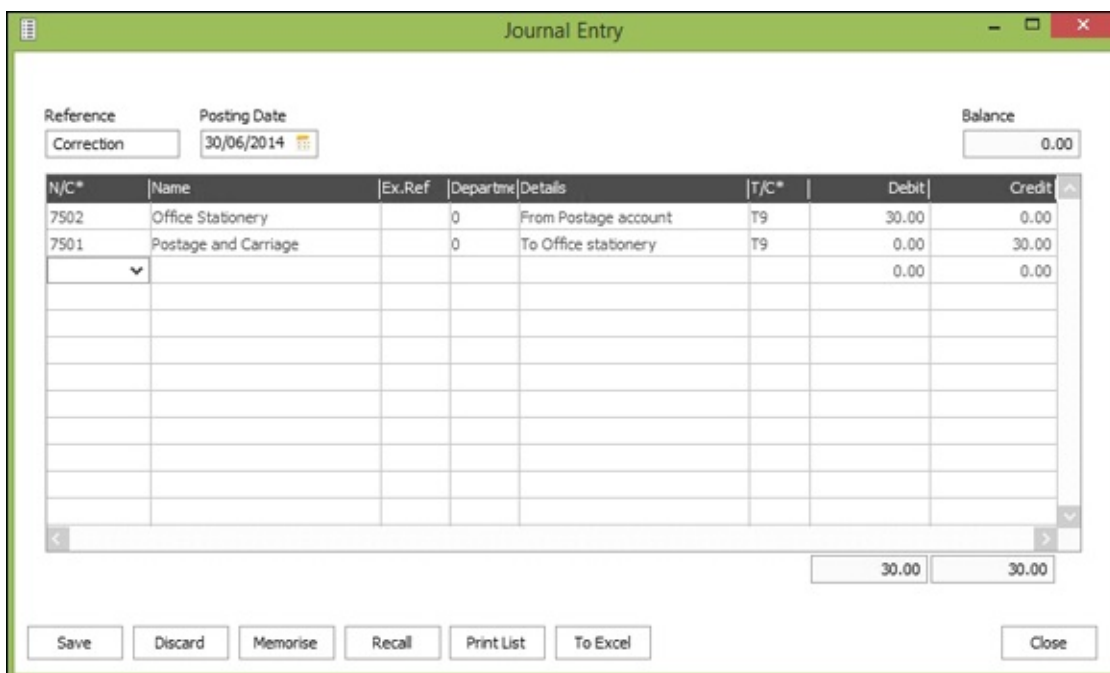 Journal Entry
Reference Posting Date Balance
Correction 30/06/2014 0.00
N/C* Name Ex.Ref Departme Details T/C* Debit Credit
7502 Office Stationery 0 From Postage account T9 30.00 0.00
7501 Postage and Carriage 0 To Office stationery T9 0.00 30.00
0.00 0.00
30.00 30.00
Save Discard Memorise Recall Print List To Excel Close